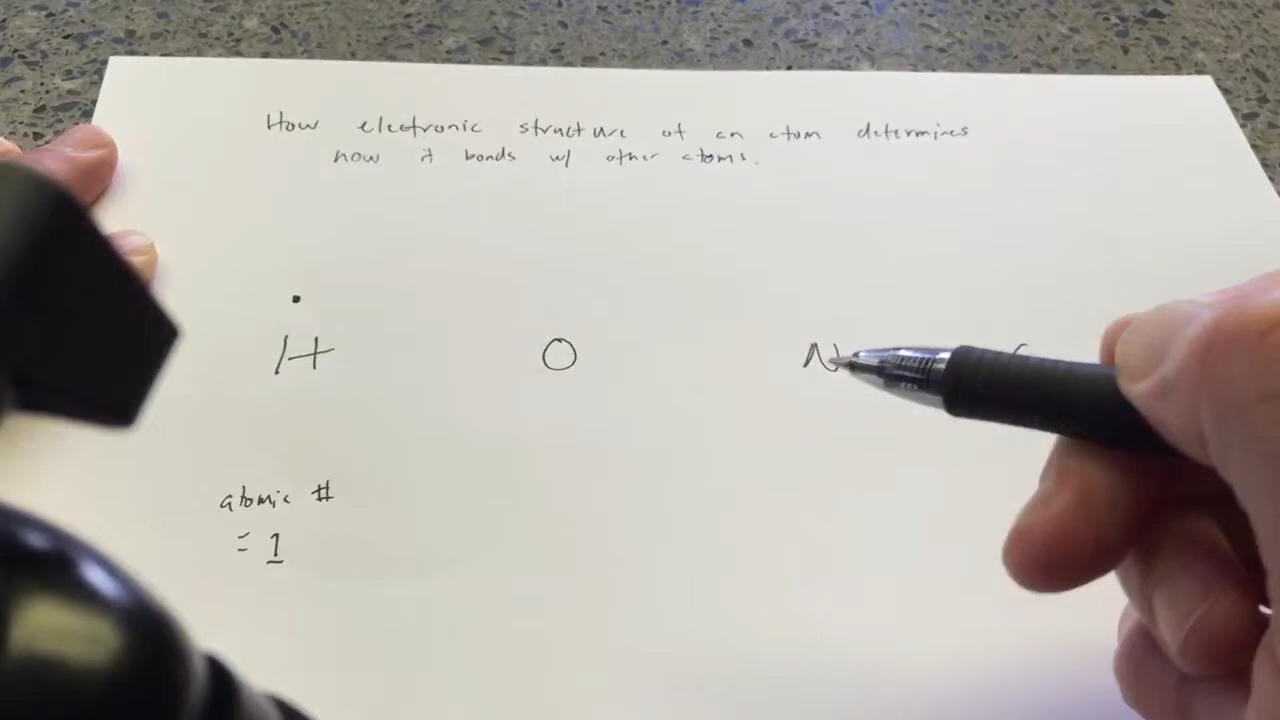 How electronic structure of an atom determines
how it bonds w/ other atoms.
H O N
atomic #
= 1